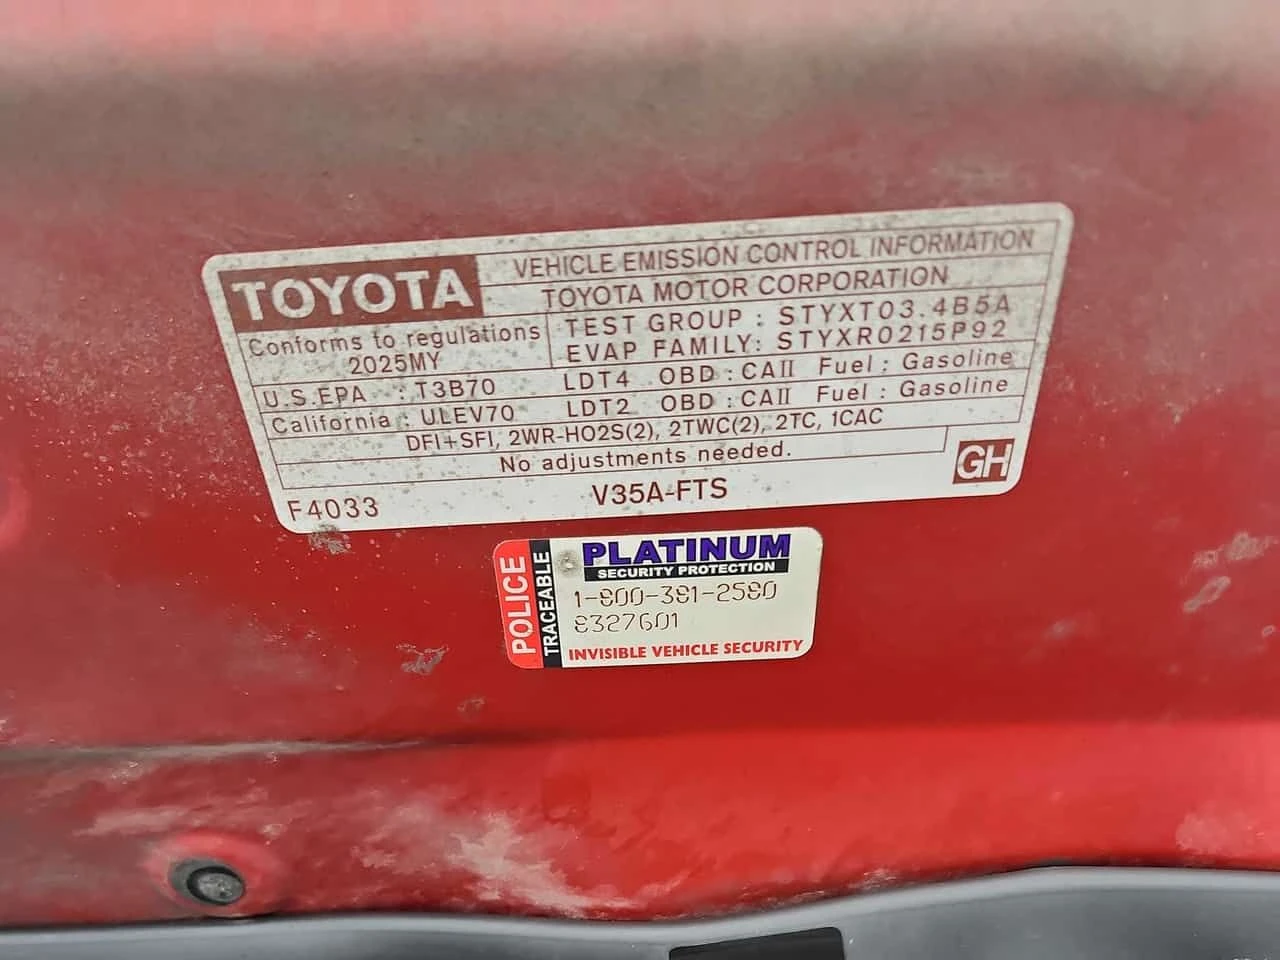 TOYOTA
VEHICLE EMISSION CONTROL INFORMATION
TOYOTA MOTOR CORPORATION
Conforms to regulations
2025MY
TEST GROUP : STYXT03.4B5A
EVAP FAMILY: STYXR0215P92
U.S.EPA : T3B70 LDT4 OBD : CAII Fuel : Gasoline
California : ULEV70 LDT2 OBD : CAII Fuel : Gasoline
DFI+SFI, 2WR-HO2S(2), 2TWC(2), 2TC, 1CAC
No adjustments needed.
GH
F4033
V35A-FTS
POLICE
TRACEABLE
PLATINUM
SECURITY PROTECTION
1-800-381-2580
8327601
INVISIBLE VEHICLE SECURITY